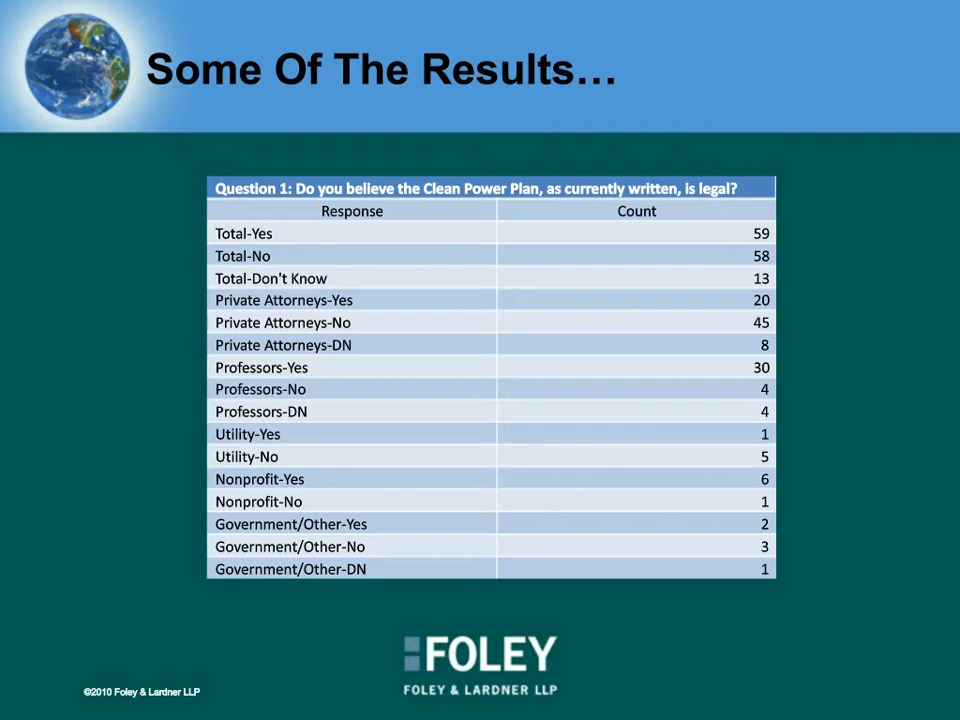 Some Of The Results…
Question 1: Do you believe the Clean Power Plan, as currently written, is legal?
Response Count
Total-Yes 59
Total-No 58
Total-Don't Know 13
Private Attorneys-Yes 20
Private Attorneys-No 45
Private Attorneys-DN 8
Professors-Yes 30
Professors-No 4
Professors-DN 4
Utility-Yes 1
Utility-No 5
Nonprofit-Yes 6
Nonprofit-No 1
Government/Other-Yes 2
Government/Other-No 3
Government/Other-DN 1
FOLEY
FOLEY & LARDNER LLP
©2010 Foley & Lardner LLP